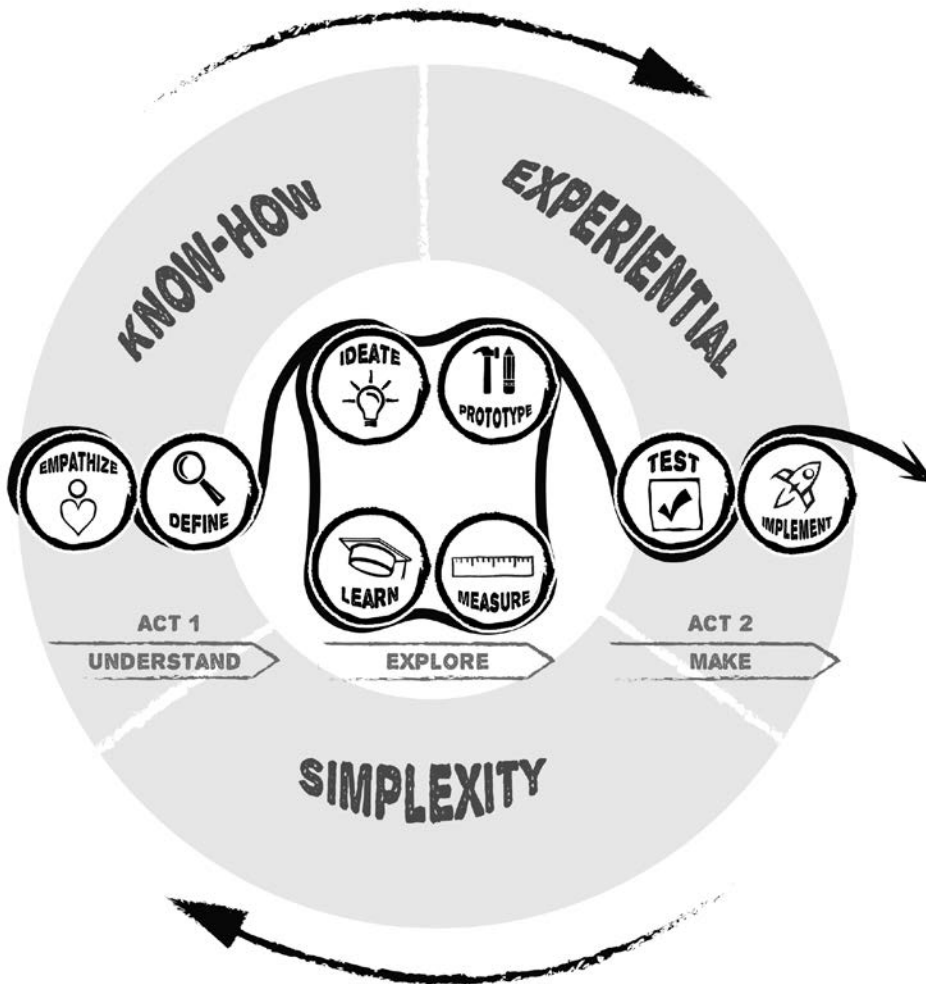 KNOW-HOW
EXPERIENTIAL
IDEATE
PROTOTYPE
EMPATHIZE
DEFINE
TEST
IMPLEMENT
LEARN
MEASURE
ACT 1
ACT 2
UNDERSTAND
EXPLORE
MAKE
SIMPLEXITY